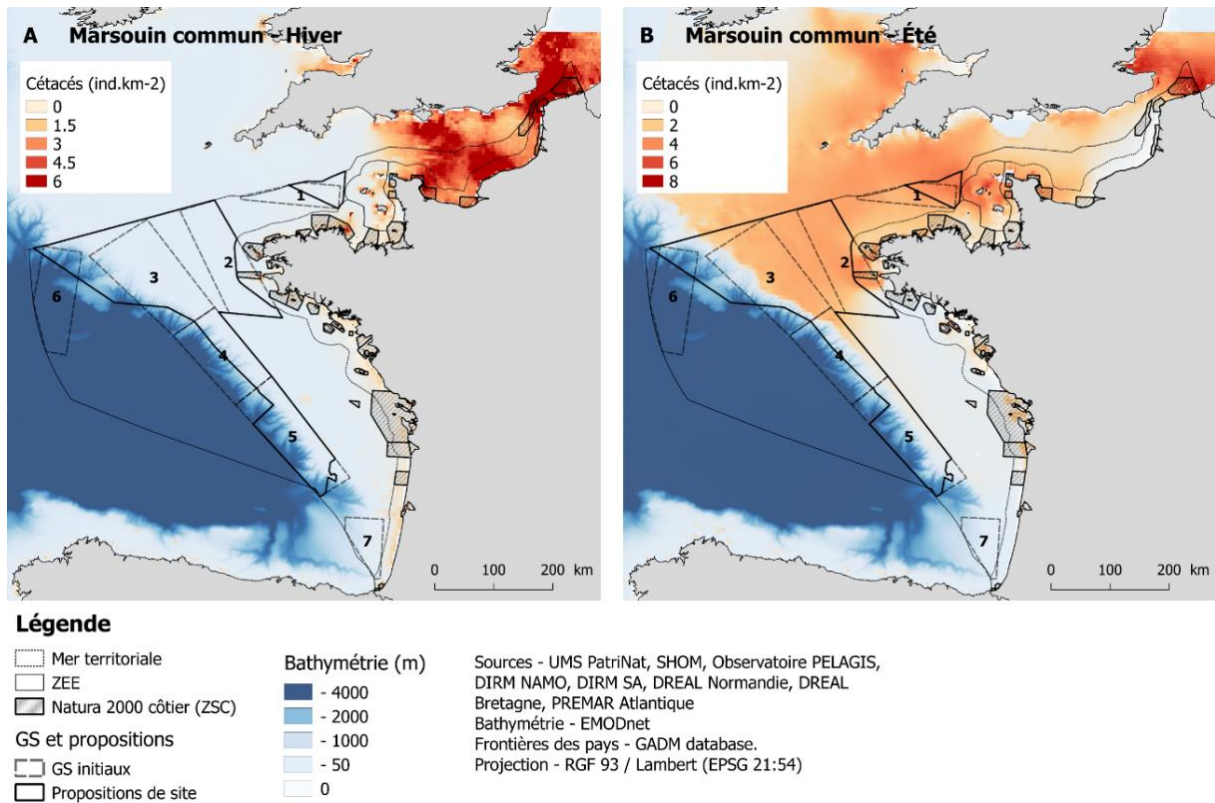 A Marsouin commun - Hiver
Cétacés (ind.km-2)
0
1.5
3
4.5
6
1
2
3
4
5
6
7
0 100 200 km
B Marsouin commun - Été
Cétacés (ind.km-2)
0
2
4
6
8
1
2
3
4
5
6
7
0 100 200 km
Légende
Mer territoriale
ZEE
Natura 2000 côtier (ZSC)
GS et propositions
GS initiaux
Propositions de site
Bathymétrie (m)
- 4000
- 2000
- 1000
- 50
0
Sources - UMS PatriNat, SHOM, Observatoire PELAGIS,
DIRM NAMO, DIRM SA, DREAL Normandie, DREAL
Bretagne, PREMAR Atlantique
Bathymétrie - EMODnet
Frontières des pays - GADM database.
Projection - RGF 93 / Lambert (EPSG 21:54)